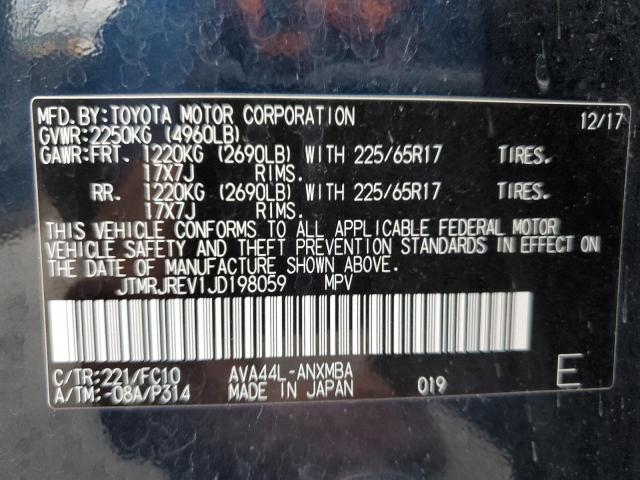 MFD.BY:TOYOTA MOTOR CORPORATION 12/17
GVWR:2250KG (4960LB)
GAWR:FRT. 1220KG (2690LB) WITH 225/65R17 TIRES.
17X7J RIMS.
RR. 1220KG (2690LB) WITH 225/65R17 TIRES.
17X7J RIMS.
THIS VEHICLE CONFORMS TO ALL APPLICABLE FEDERAL MOTOR
VEHICLE SAFETY AND THEFT PREVENTION STANDARDS IN EFFECT ON
THE DATE OF MANUFACTURE SHOWN ABOVE.
JTMRJREV1JD198059 MPV
C/TR:221/FC10 AVA44L-ANXMBA
A/TM:-08A/P314 MADE IN JAPAN 019 E